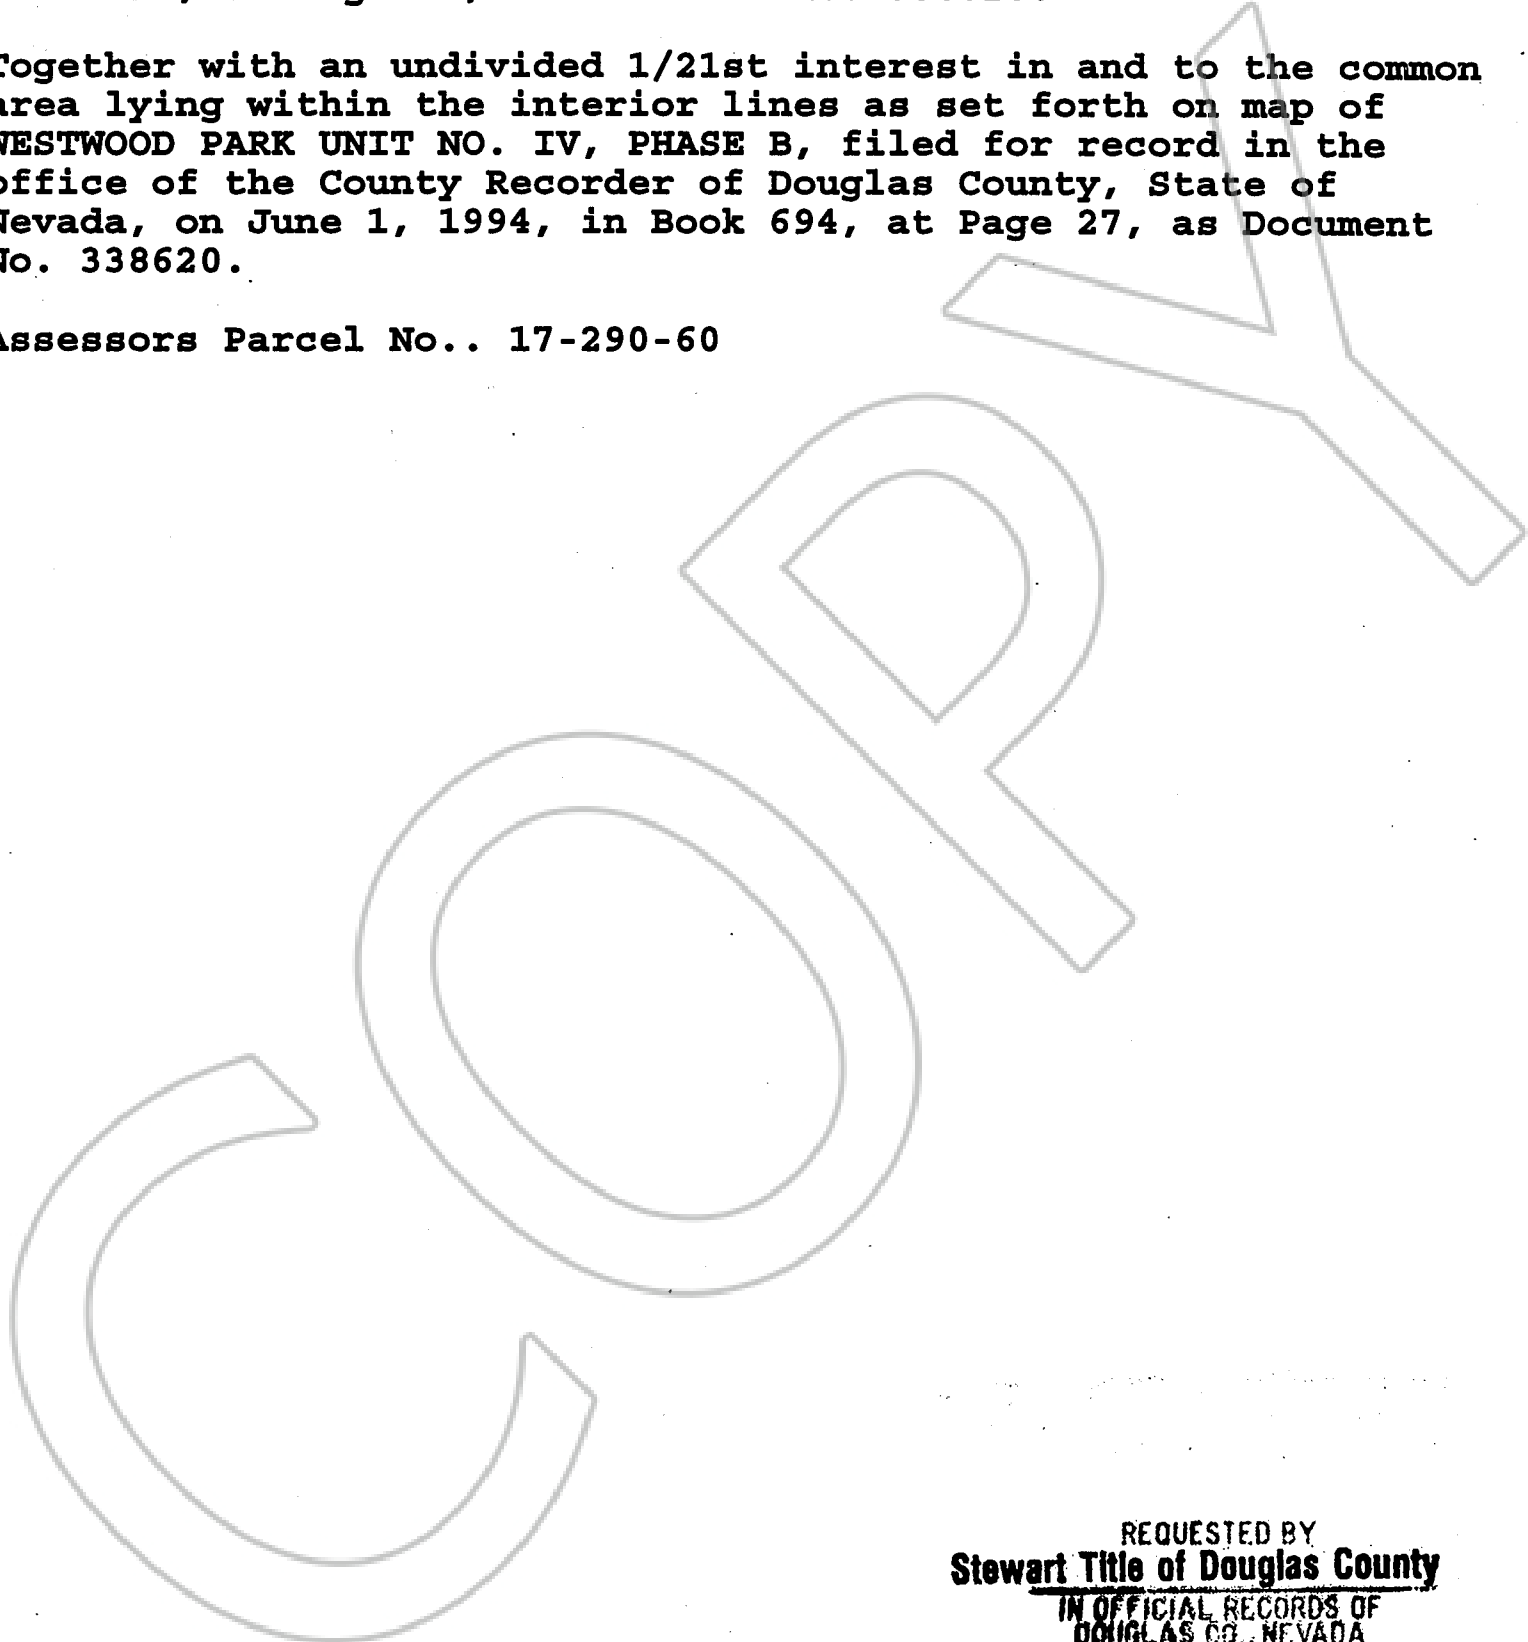 Together with an undivided 1/21st interest in and to the common
area lying within the interior lines as set forth on map of
WESTWOOD PARK UNIT NO. IV, PHASE B, filed for record in the
office of the County Recorder of Douglas County, State of
Nevada, on June 1, 1994, in Book 694, at Page 27, as Document
No. 338620.
Assessors Parcel No.. 17-290-60
COPY
REQUESTED BY
Stewart Title of Douglas County
IN OFFICIAL RECORDS OF
DOUGLAS CO., NEVADA